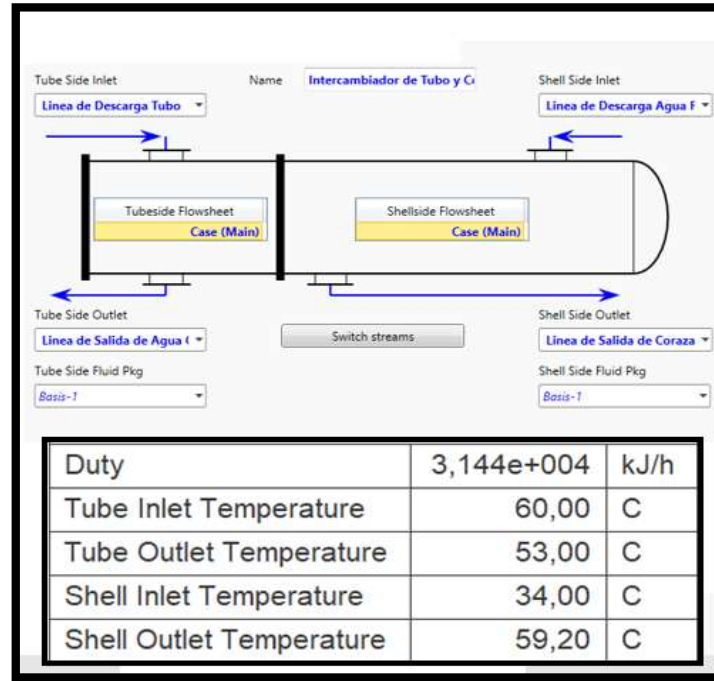 Tube Side Inlet
Name
Intercambiador de Tubo y Co
Shell Side Inlet
Linea de Descarga Tubo
Linea de Descarga Agua F
Tubeside Flowsheet
Case (Main)
Shellside Flowsheet
Case (Main)
Tube Side Outlet
Shell Side Outlet
Linea de Salida de Agua
Switch streams
Linea de Salida de Coraza
Tube Side Fluid Pkg
Shell Side Fluid Pkg
Basis-1
Basis-1
Duty 3,144e+004 kJ/h
Tube Inlet Temperature 60,00 C
Tube Outlet Temperature 53,00 C
Shell Inlet Temperature 34,00 C
Shell Outlet Temperature 59,20 C